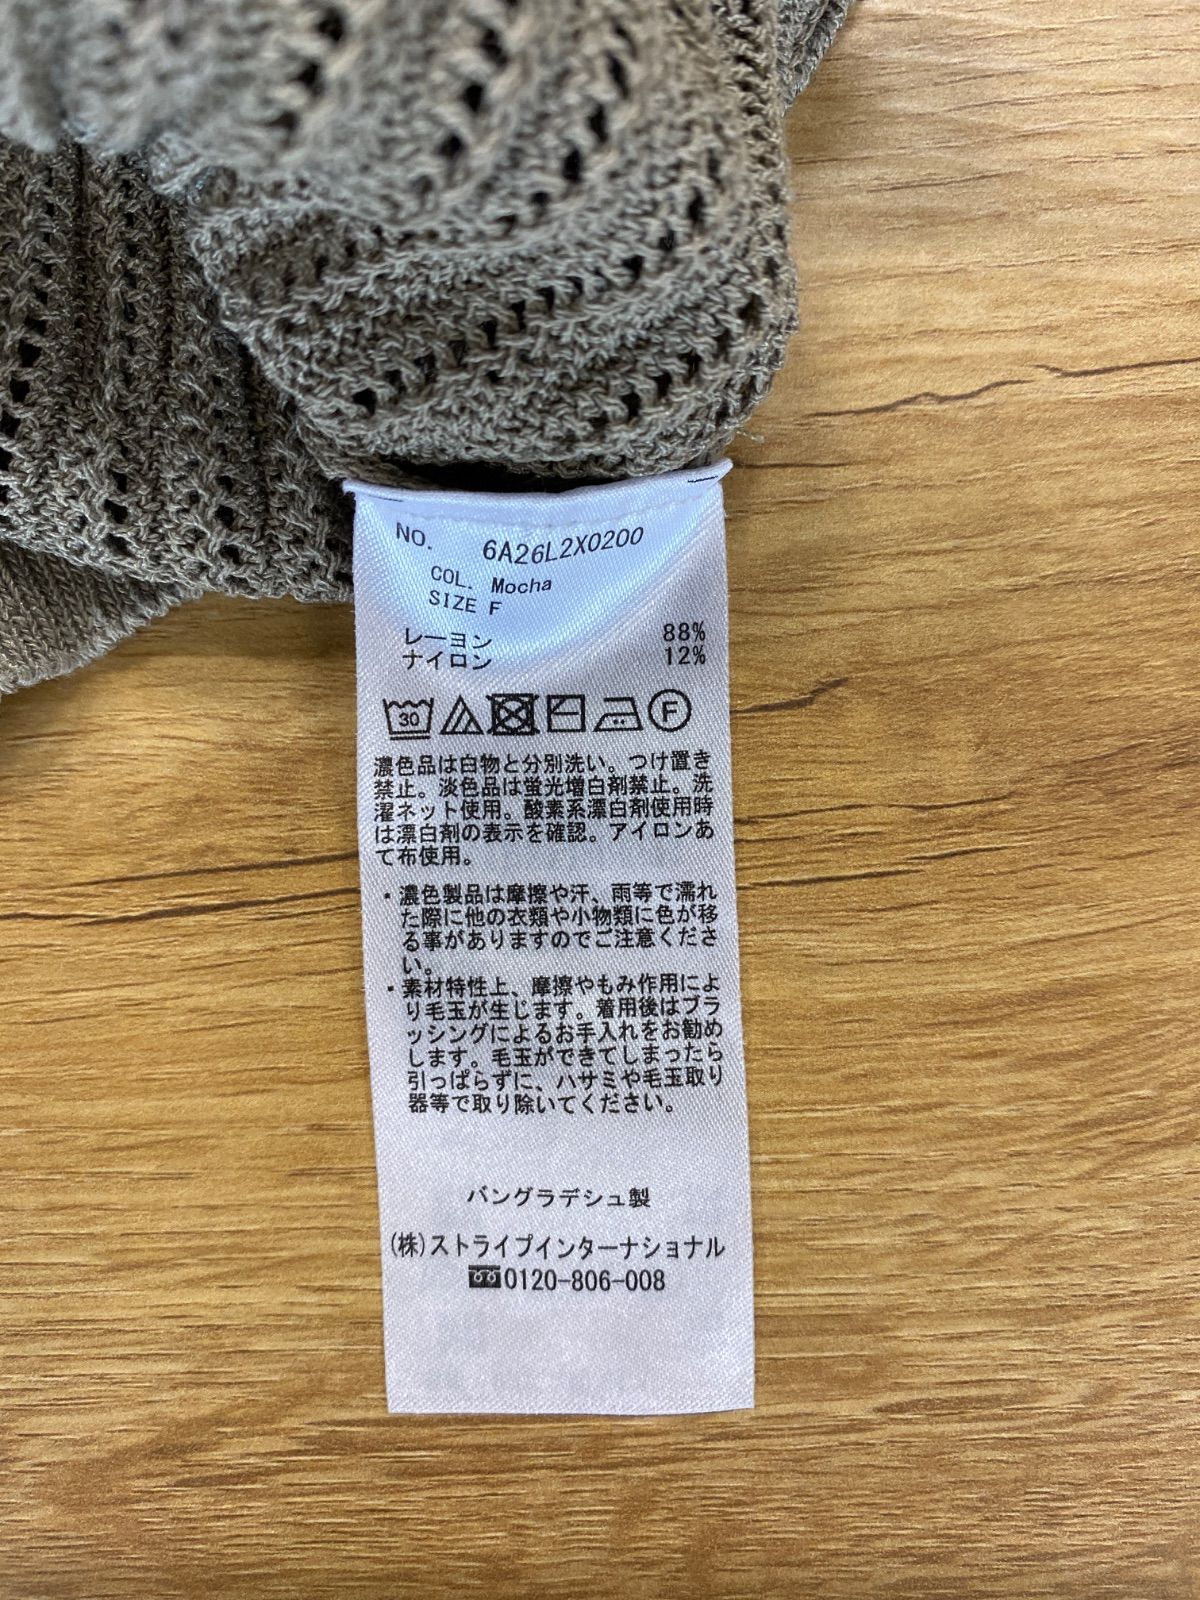 NO. 6A26L2X0200
COL. Mocha
SIZE F
レーヨン 88%
ナイロン 12%
30 F
濃色品は白物と分別洗い。つけ置き
禁止。淡色品は蛍光増白剤禁止。洗
濯ネット使用。酸素系漂白剤使用時
は漂白剤の表示を確認。アイロンあ
て布使用。
・濃色製品は摩擦や汗、雨等で濡れ
た際に他の衣類や小物類に色が移
る事がありますのでご注意くださ
い。
・素材特性上、摩擦やもみ作用によ
り毛玉が生じます。着用後はブラ
ッシングによるお手入れをお勧め
します。毛玉ができてしまったら
引っぱらずに、ハサミや毛玉取り
器等で取り除いてください。
バングラデシュ製
(株)ストライプインターナショナル
0120-806-008